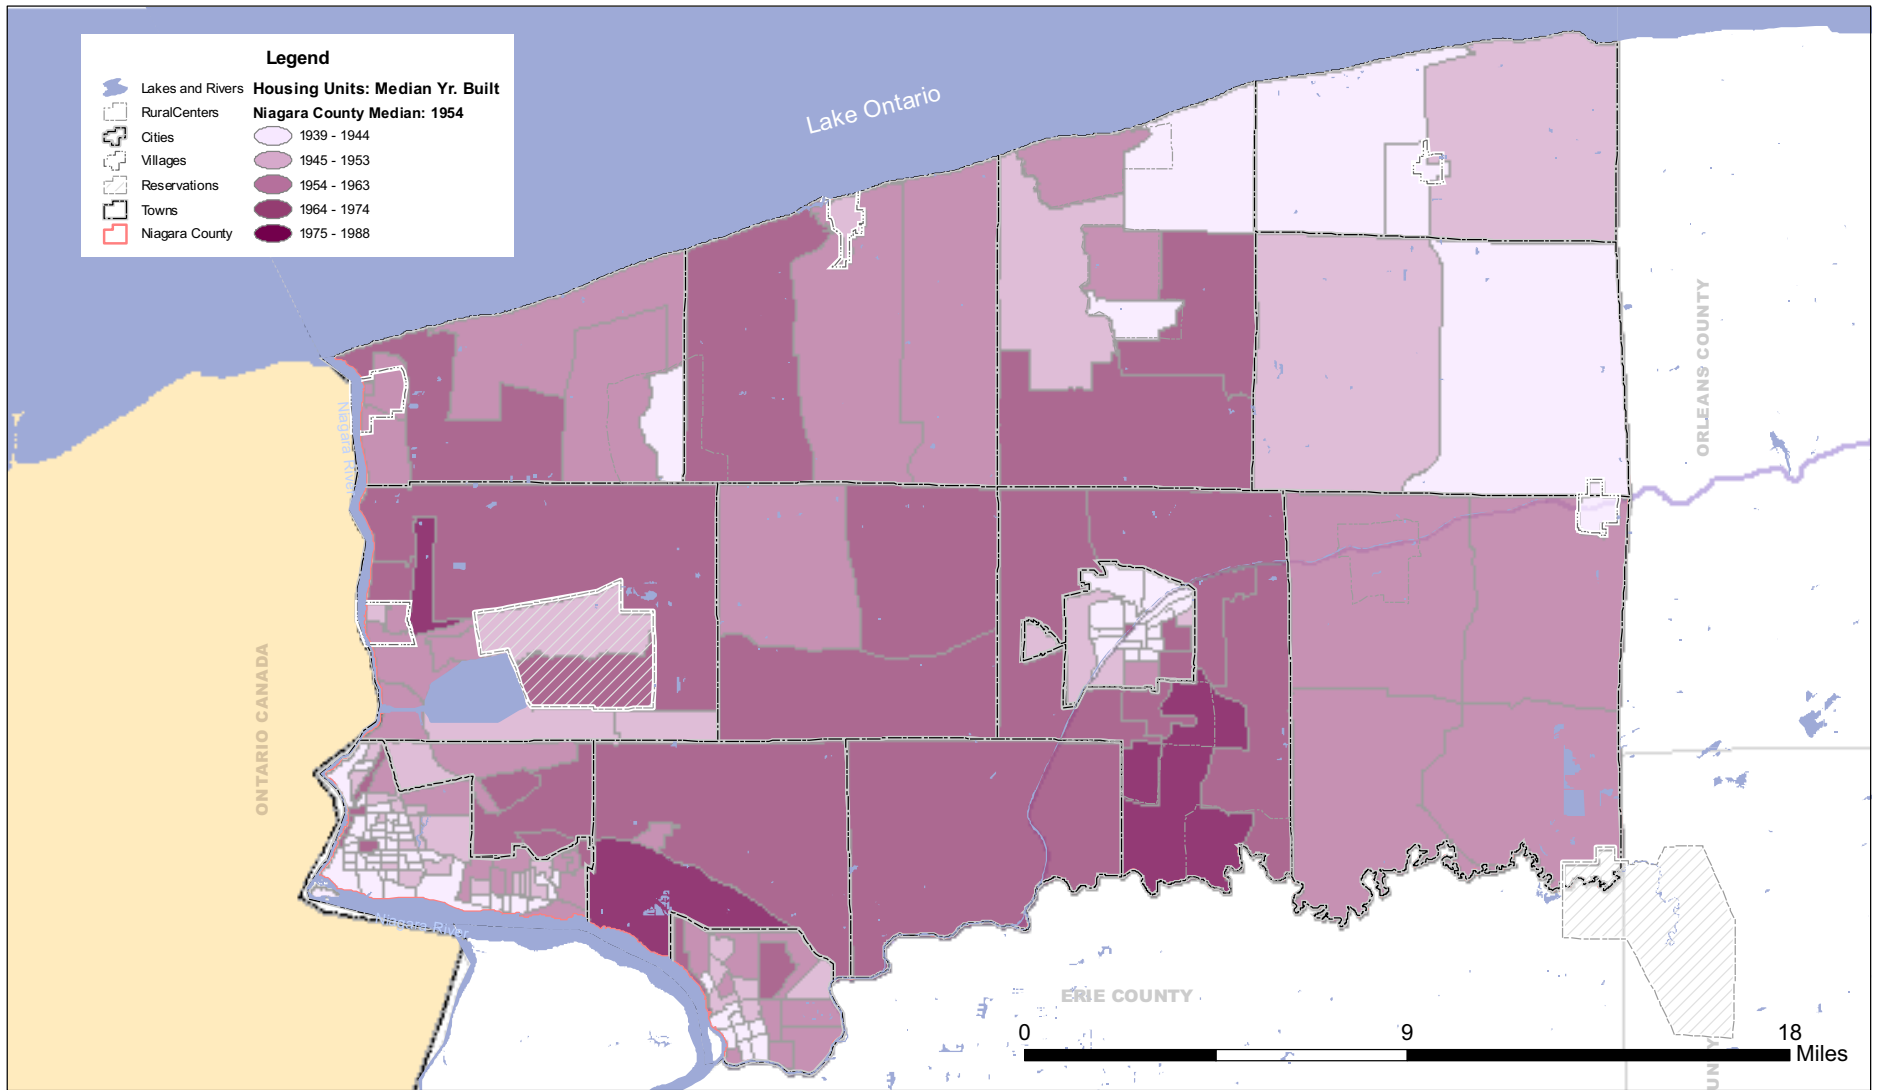 Legend
Lakes and Rivers
RuralCenters
Cities
Villages
Reservations
Towns
Niagara County
Housing Units: Median Yr. Built
Niagara County Median: 1954
1939 - 1944
1945 - 1953
1954 - 1963
1964 - 1974
1975 - 1988
Lake Ontario
Niagara River
ORLEANS COUNTY
ONTARIO CANADA
Niagara River
ERIE COUNTY
0 9 18
Miles